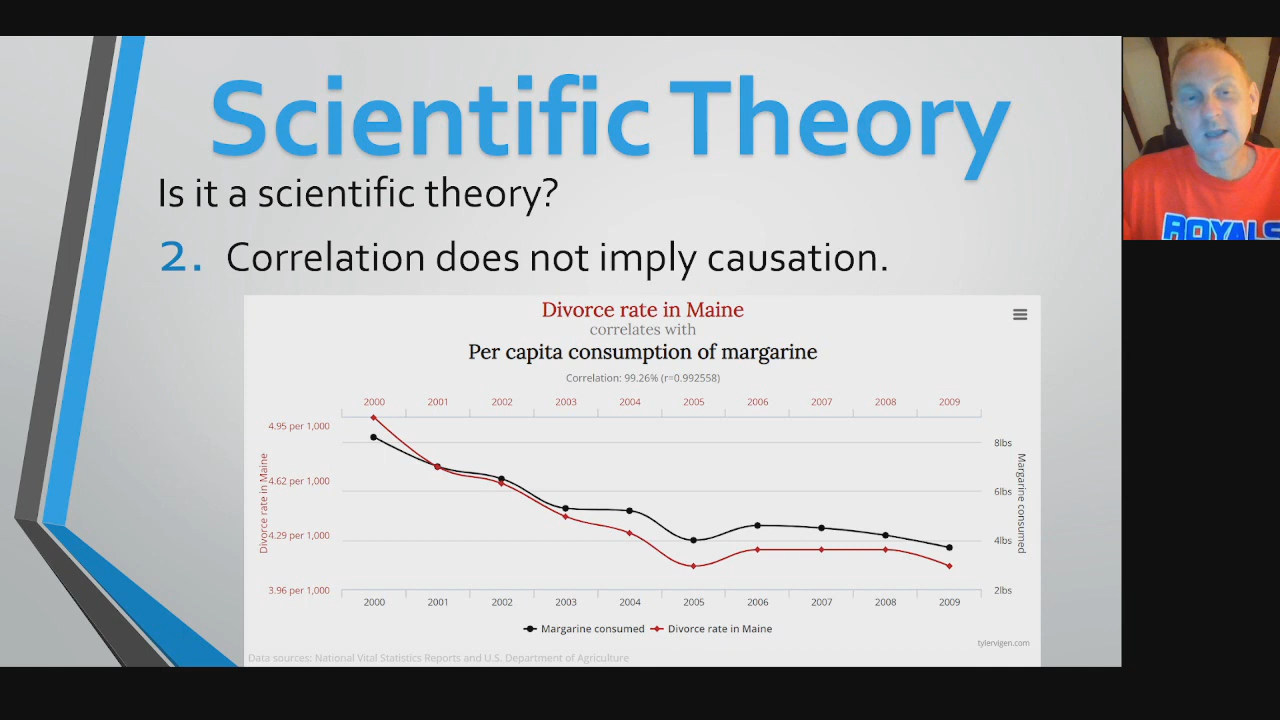 Scientific Theory
Is it a scientific theory?
2. Correlation does not imply causation.
Divorce rate in Maine
correlates with
Per capita consumption of margarine
Correlation: 99.26% (r=0.992558)
2000 2001 2002 2003 2004 2005 2006 2007 2008 2009
4.95 per 1,000
4.62 per 1,000
4.29 per 1,000
3.96 per 1,000
Divorce rate in Maine
8lbs
6lbs
4lbs
2lbs
Margarine consumed
2000 2001 2002 2003 2004 2005 2006 2007 2008 2009
Margarine consumed Divorce rate in Maine
tylervigen.com
Data sources: National Vital Statistics Reports and U.S. Department of Agriculture
ROYALS